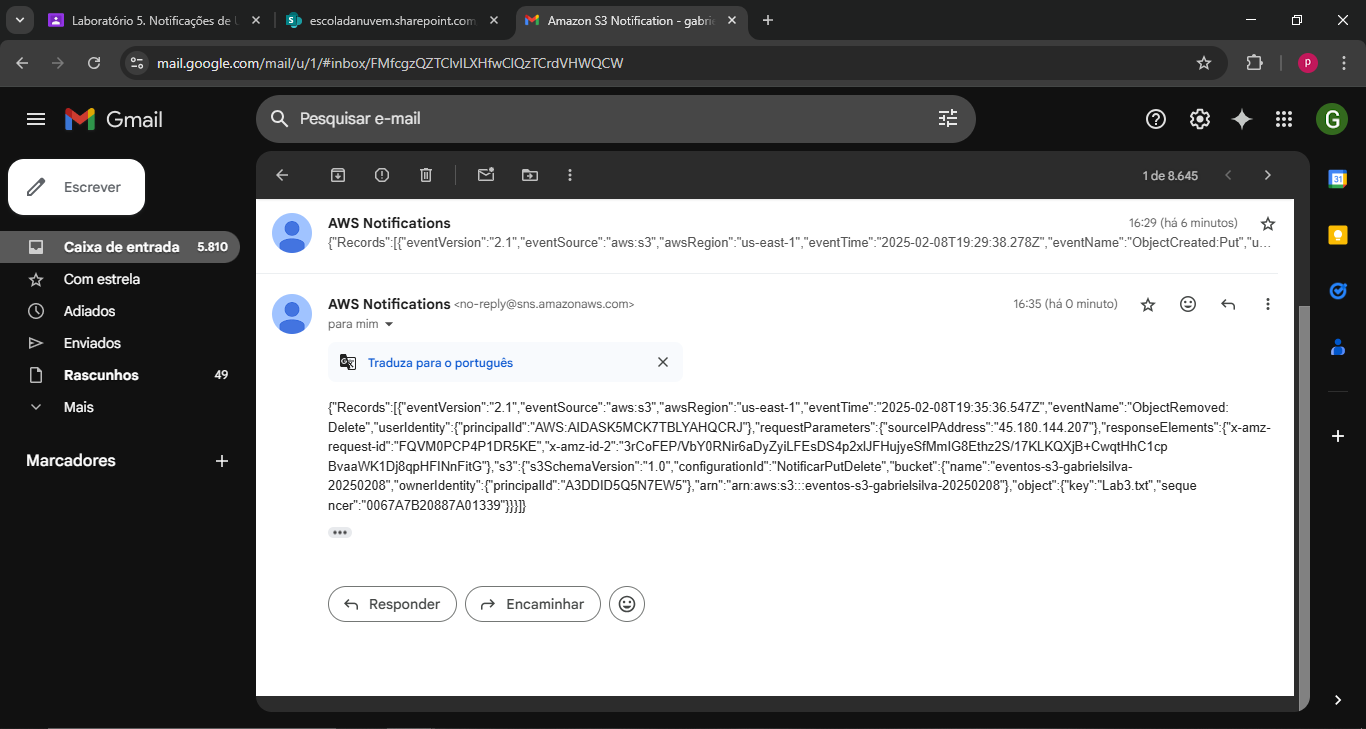 Laboratório 5. Notificações de
escoladanuvem.sharepoint.com
Amazon S3 Notification - gabrie
mail.google.com/mail/u/1/#inbox/FMfcgzQZTClvILXHfwClQzTCrdVHWQCW
P
Gmail
Pesquisar e-mail
G
Escrever
1 de 8.645
31
Caixa de entrada 5.810
Com estrela
Adiados
Enviados
Rascunhos 49
Mais
Marcadores
AWS Notifications 16:29 (há 6 minutos)
{"Records":[{"eventVersion":"2.1","eventSource":"aws:s3","awsRegion":"us-east-1","eventTime":"2025-02-08T19:29:38.278Z","eventName":"ObjectCreated:Put","u...
AWS Notifications <no-reply@sns.amazonaws.com> 16:35 (há 0 minuto)
para mim
Traduza para o português
{"Records":[{"eventVersion":"2.1","eventSource":"aws:s3","awsRegion":"us-east-1","eventTime":"2025-02-08T19:35:36.547Z","eventName":"ObjectRemoved:
Delete","userIdentity":{"principalId":"AWS:AIDASK5MCK7TBLYAHQCRJ"},"requestParameters":{"sourceIPAddress":"45.180.144.207"},"responseElements":{"x-amz-
request-id":"FQVM0PCP4P1DR5KE","x-amz-id-2":"3rCoFEP/VbY0RNir6aDyZyiLFEsDS4p2xlJFHujyeSfMmIG8Ethz2S/17KLKQXjB+CwqtHhC1cp
BvaaWK1Dj8qpHFINnFitG"},"s3":{"s3SchemaVersion":"1.0","configurationId":"NotificarPutDelete","bucket":{"name":"eventos-s3-gabrielsilva-
20250208","ownerIdentity":{"principalId":"A3DDID5Q5N7EW5"},"arn":"arn:aws:s3:::eventos-s3-gabrielsilva-20250208"},"object":{"key":"Lab3.txt","seque
ncer":"0067A7B20887A01339"}}}]}
Responder
Encaminhar